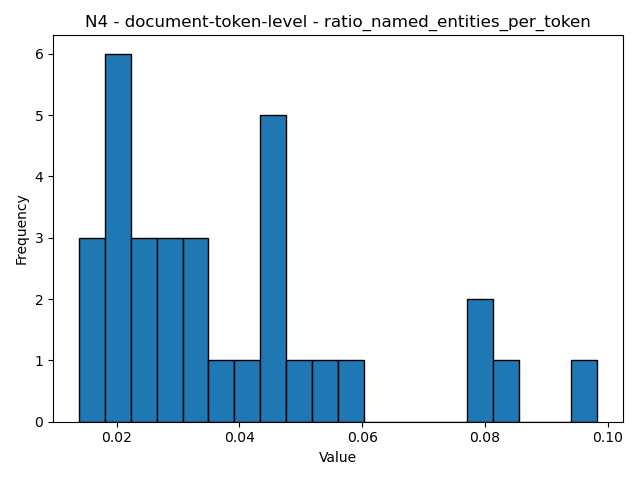 N4 - document-token-level - ratio_named_entities_per_token
6
5
4
3
2
1
0
Frequency
0.02 0.04 0.06 0.08 0.10
Value